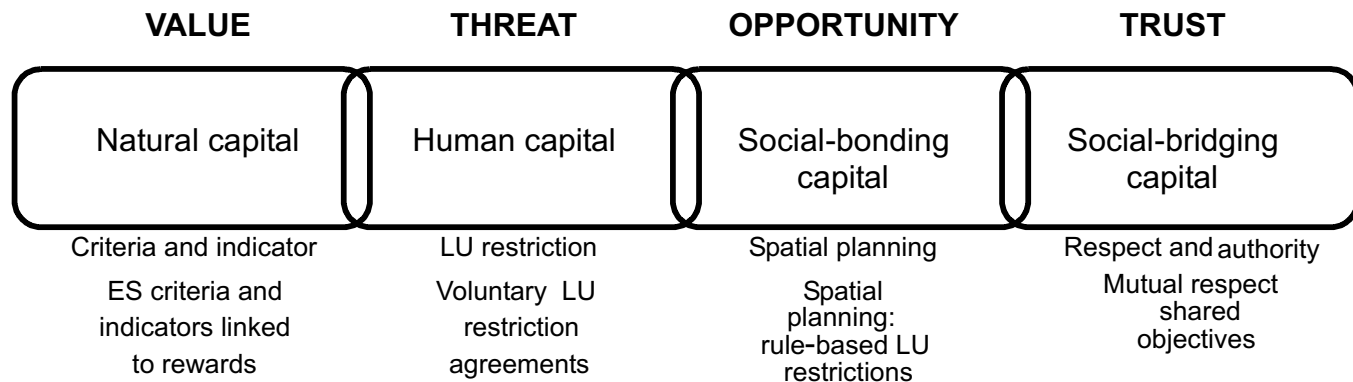 VALUE THREAT OPPORTUNITY TRUST
Natural capital
Human capital
Social-bonding
capital
Social-bridging
capital
Criteria and indicator
LU restriction
Spatial planning
Respect and authority
ES criteria and
indicators linked
to rewards
Voluntary LU
restriction
agreements
Spatial
planning:
rule-based LU
restrictions
Mutual respect
shared
objectives